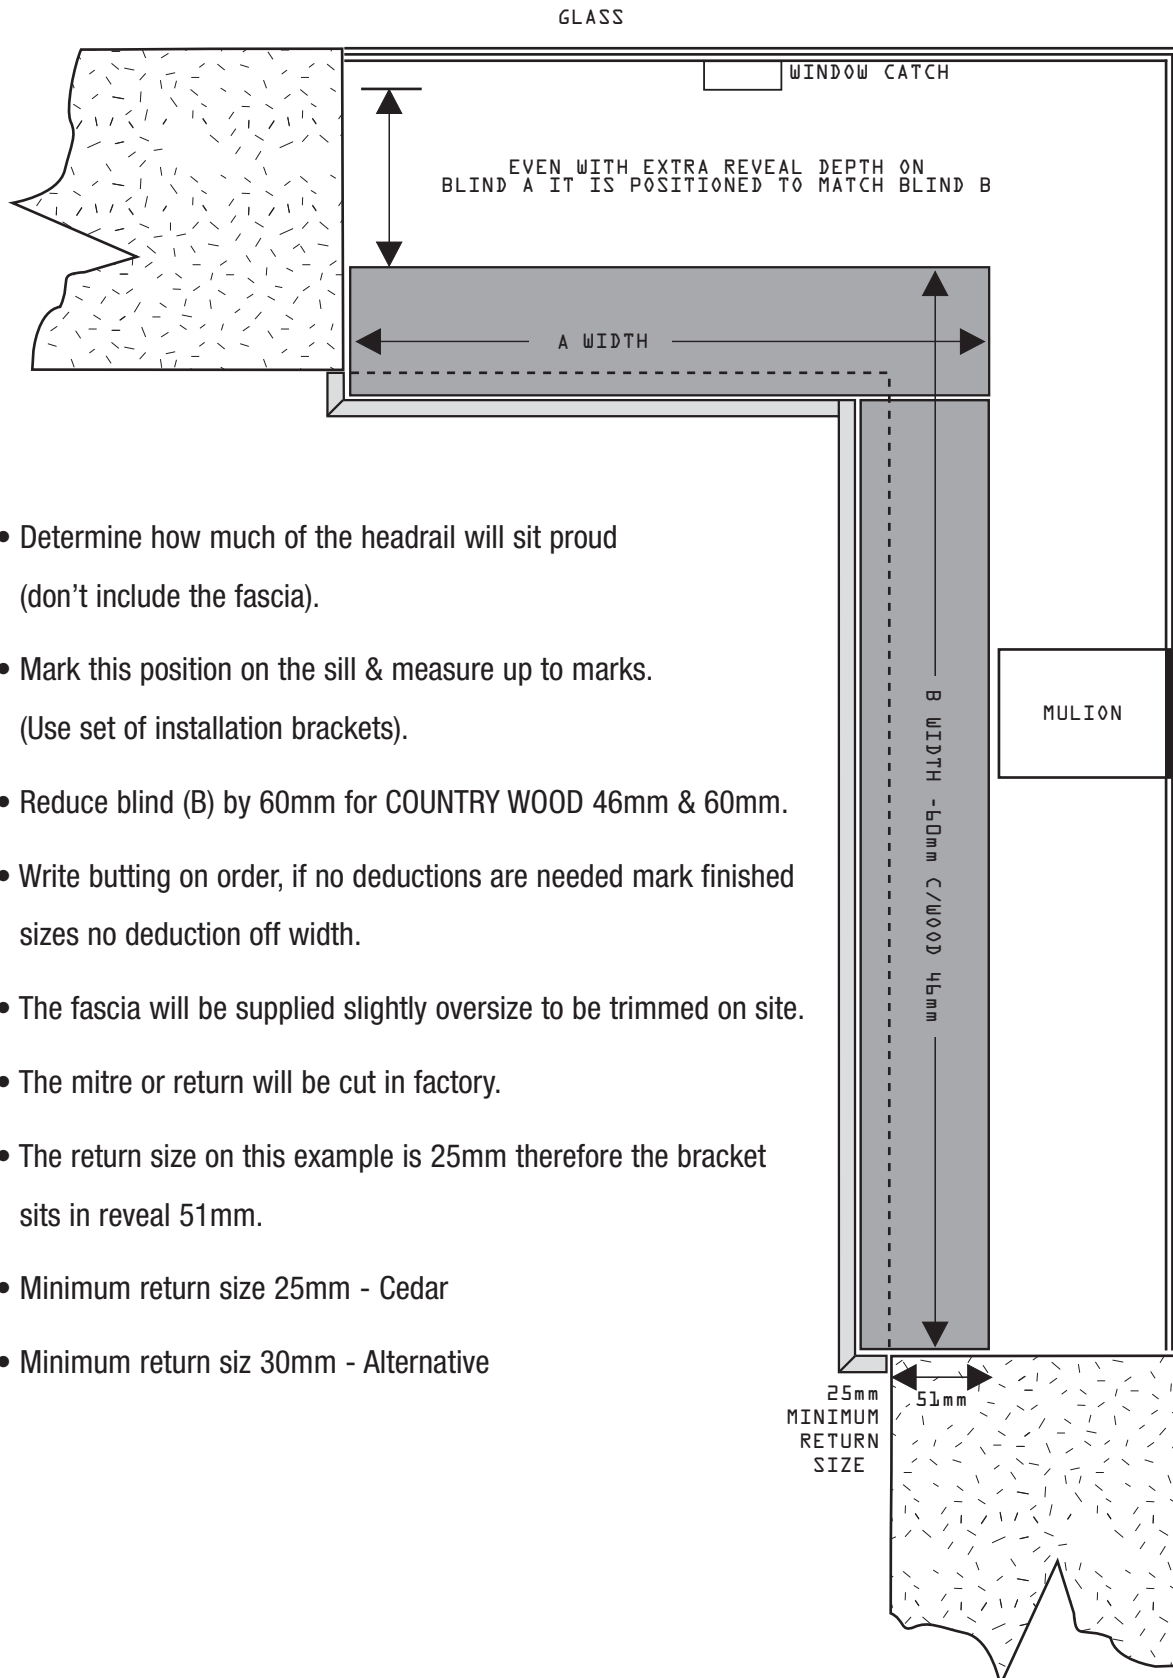 GLASS
WINDOW CATCH
EVEN WITH EXTRA REVEAL DEPTH ON
BLIND A IT IS POSITIONED TO MATCH BLIND B
A WIDTH
• Determine how much of the headrail will sit proud
(don’t include the fascia).
• Mark this position on the sill & measure up to marks.
(Use set of installation brackets).
• Reduce blind (B) by 60mm for COUNTRY WOOD 46mm & 60mm.
• Write butting on order, if no deductions are needed mark finished
sizes no deduction off width.
• The fascia will be supplied slightly oversize to be trimmed on site.
• The mitre or return will be cut in factory.
• The return size on this example is 25mm therefore the bracket
sits in reveal 51mm.
• Minimum return size 25mm - Cedar
• Minimum return siz 30mm - Alternative
B WIDTH -60mm C/WOOD 46mm
MULION
25mm
MINIMUM
RETURN
SIZE
51mm